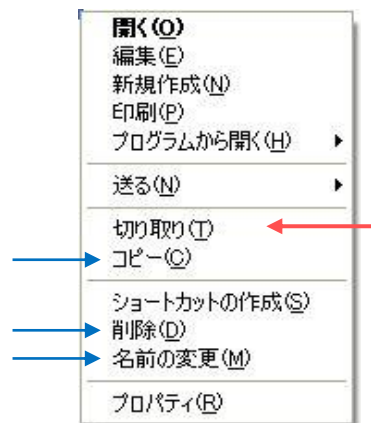 開く(O)
編集(E)
新規作成(N)
印刷(P)
プログラムから開く(H)
送る(N)
切り取り(T)
コピー(C)
ショートカットの作成(S)
削除(D)
名前の変更(M)
プロパティ(R)